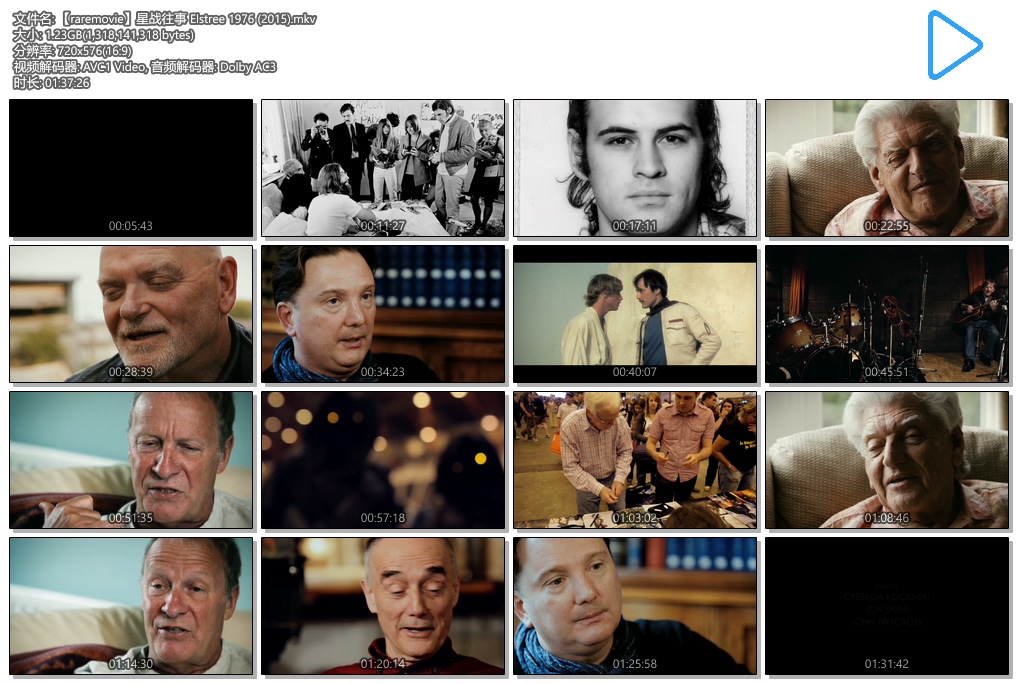 文件名: 【raremovie】星战往事 Elstree 1976 (2015).mkv
大小: 1.23GB(1,318,141,318 bytes)
分辨率: 720x576(16:9)
视频解码器: AVC1 Video, 音频解码器: Dolby AC3
时长: 01:37:26
00:05:43
00:11:27
00:17:11
00:22:55
00:28:39
00:34:23
00:40:07
00:45:51
00:51:35
00:57:18
01:03:02
01:08:46
01:14:30
01:20:14
01:25:58
JON SPIRA
01:31:42